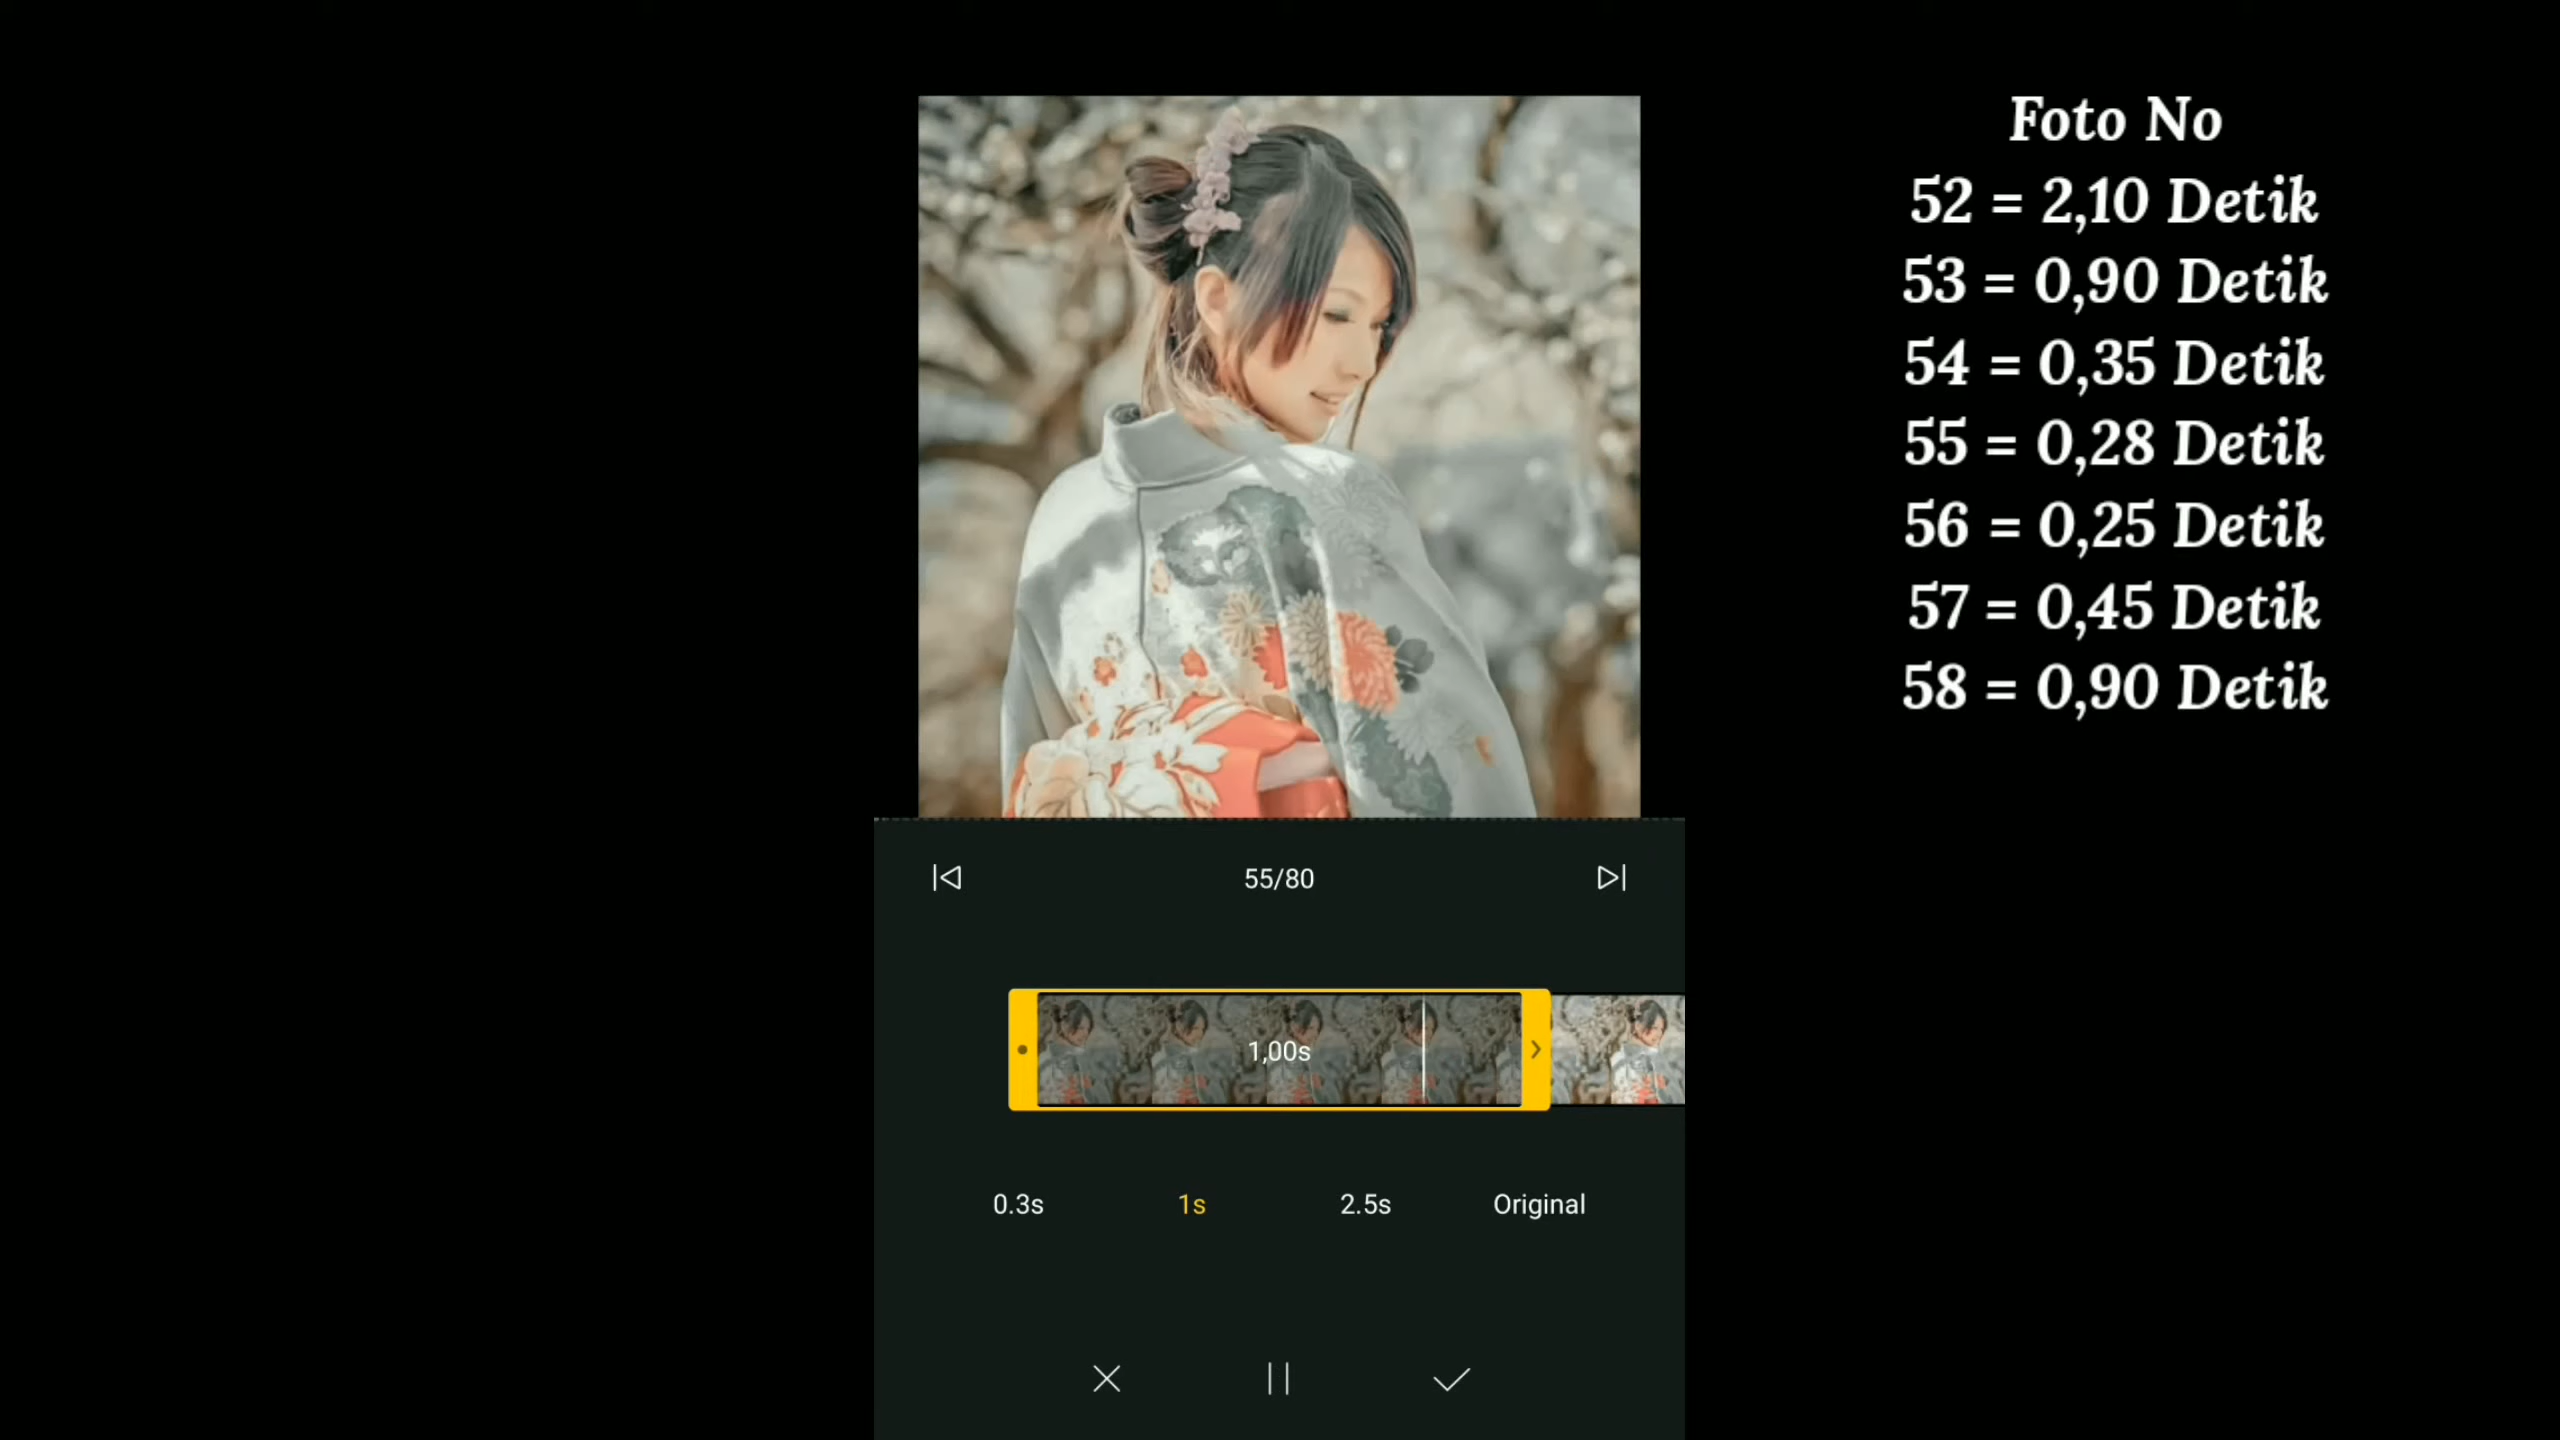 Foto No
52 = 2,10 Detik
53 = 0,90 Detik
54 = 0,35 Detik
55 = 0,28 Detik
56 = 0,25 Detik
57 = 0,45 Detik
58 = 0,90 Detik
55/80
1,00s
0.3s 1s 2.5s Original